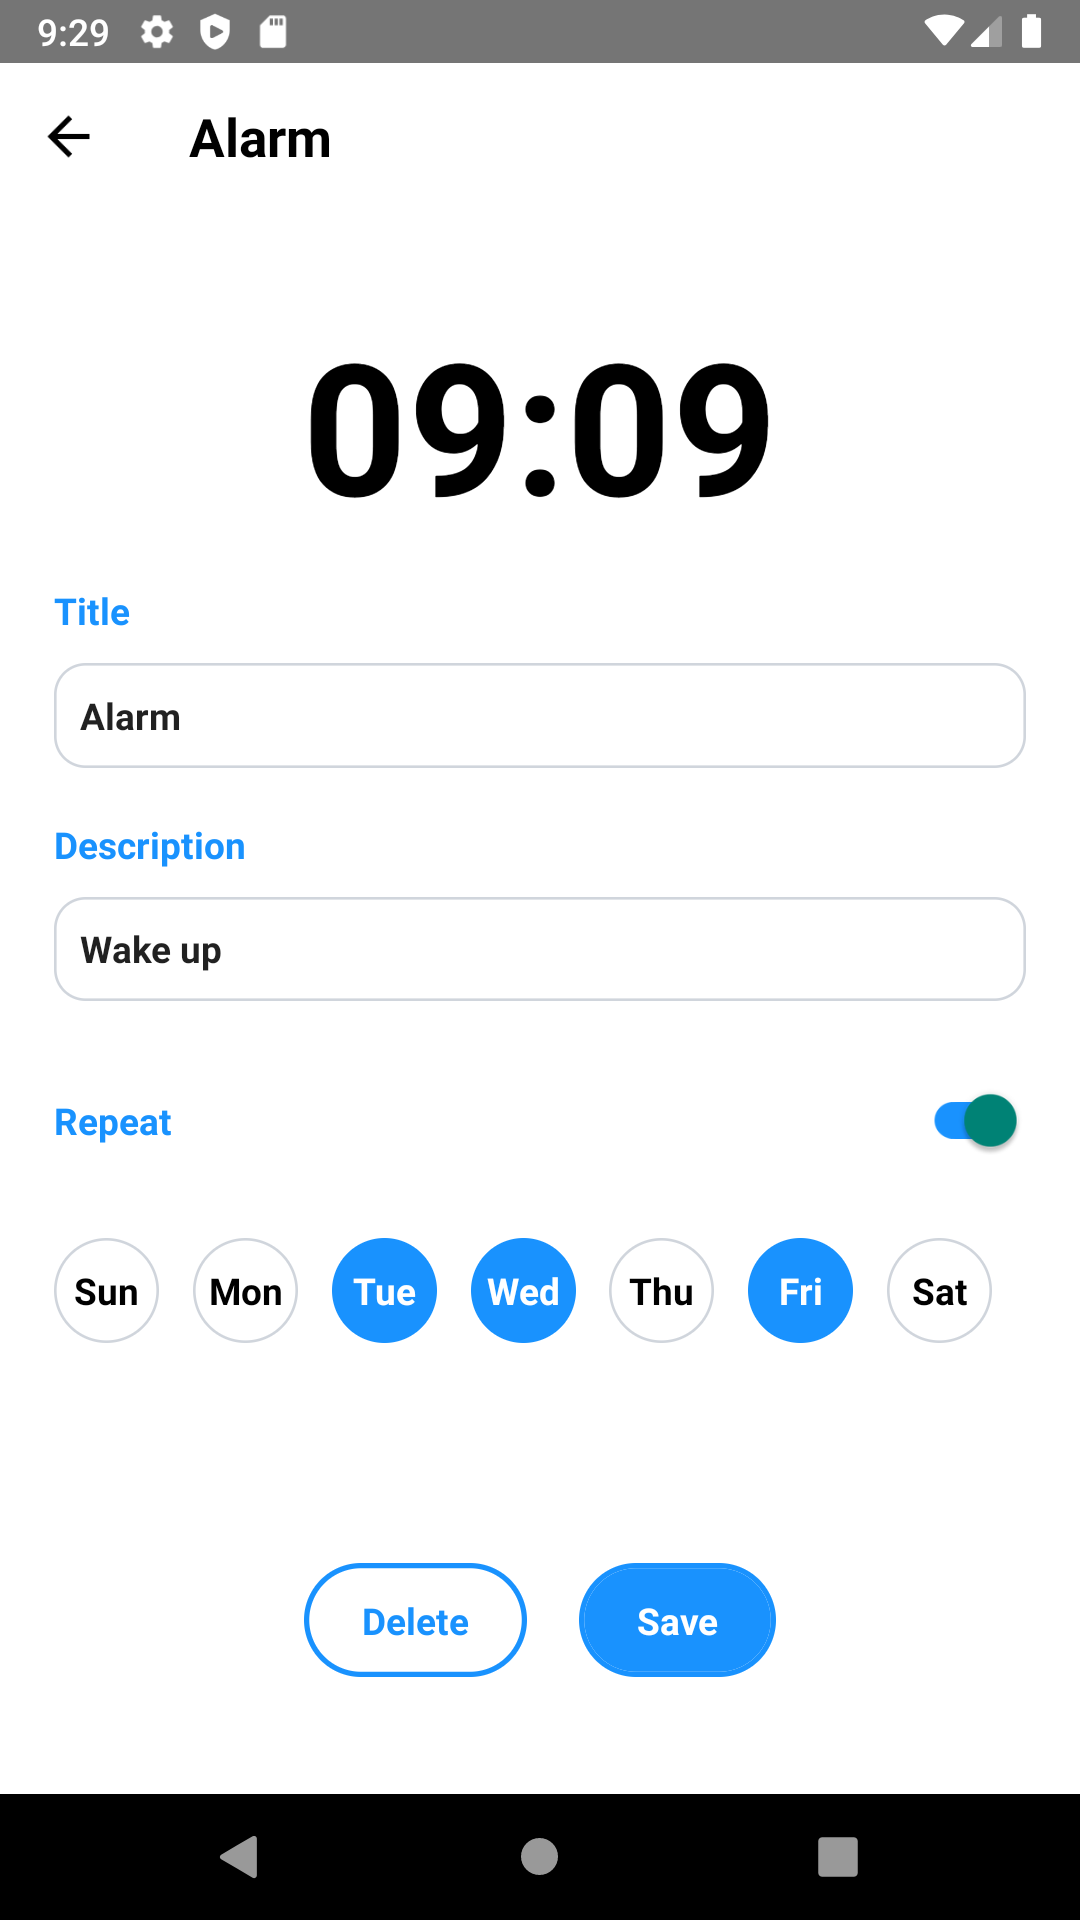 9:29
Alarm
09:09
Title
Alarm
Description
Wake up
Repeat
Sun Mon Tue Wed Thu Fri Sat
Delete Save